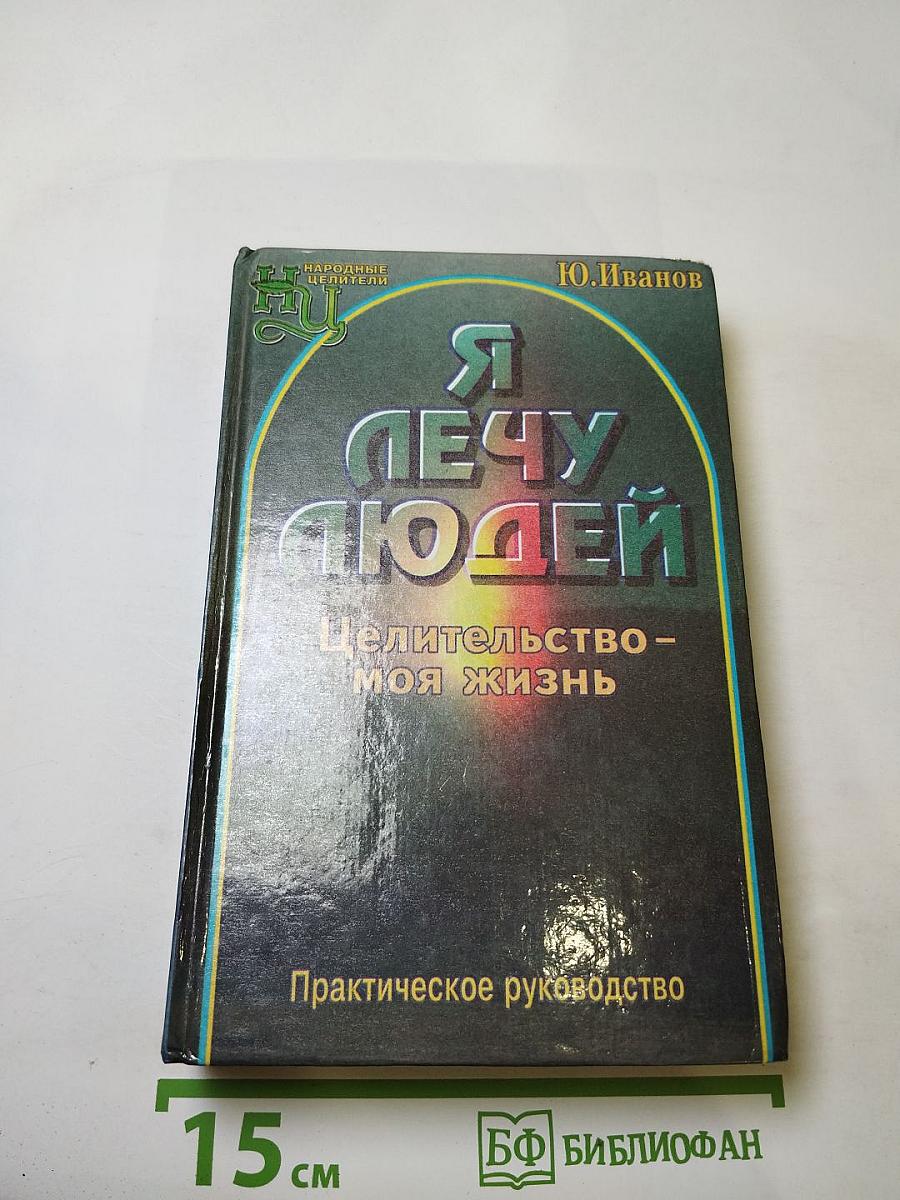 НЦ
НАРОДНЫЕ
ЦЕЛИТЕЛИ
Ю.Иванов
Я
ЛЕЧУ
ЛЮДЕЙ
Целительство –
моя жизнь
Практическое руководство
15 см
БФ БИБЛИОФАН